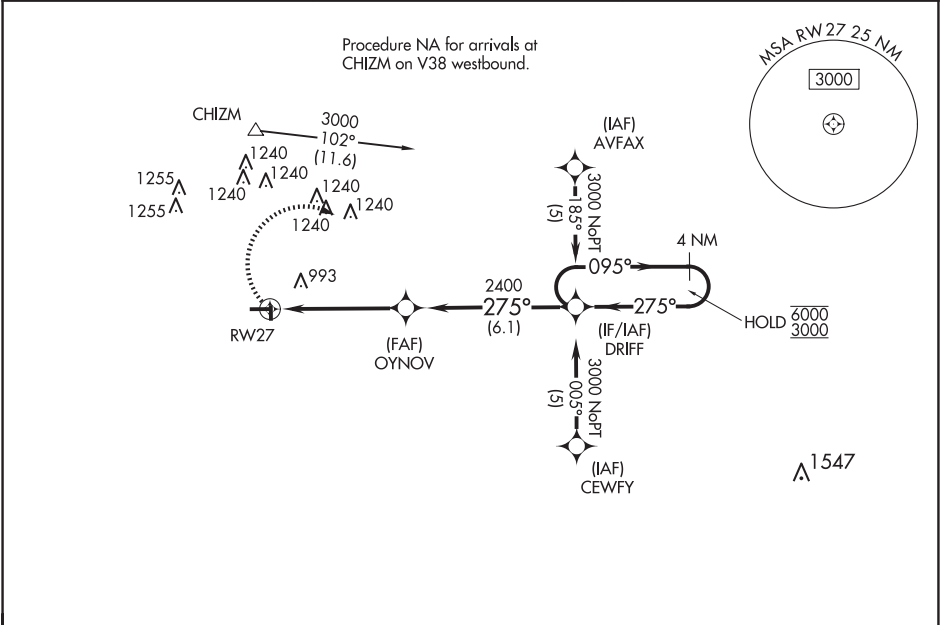 Procedure NA for arrivals at
CHIZM on V38 westbound.
MSA RW27 25 NM
3000
CHIZM
3000
102°
(11.6)
(IAF)
AVFAX
3000 NoPT
185°
(5)
1240
1255
1240
1240
1240
1255
1240
1240
4 NM
095°
993
2400
275°
(6.1)
275°
HOLD
6000
3000
RW27
(FAF)
OYNOV
(IF/IAF)
DRIFF
3000 NoPT
005°
(5)
(IAF)
CEWFY
1547